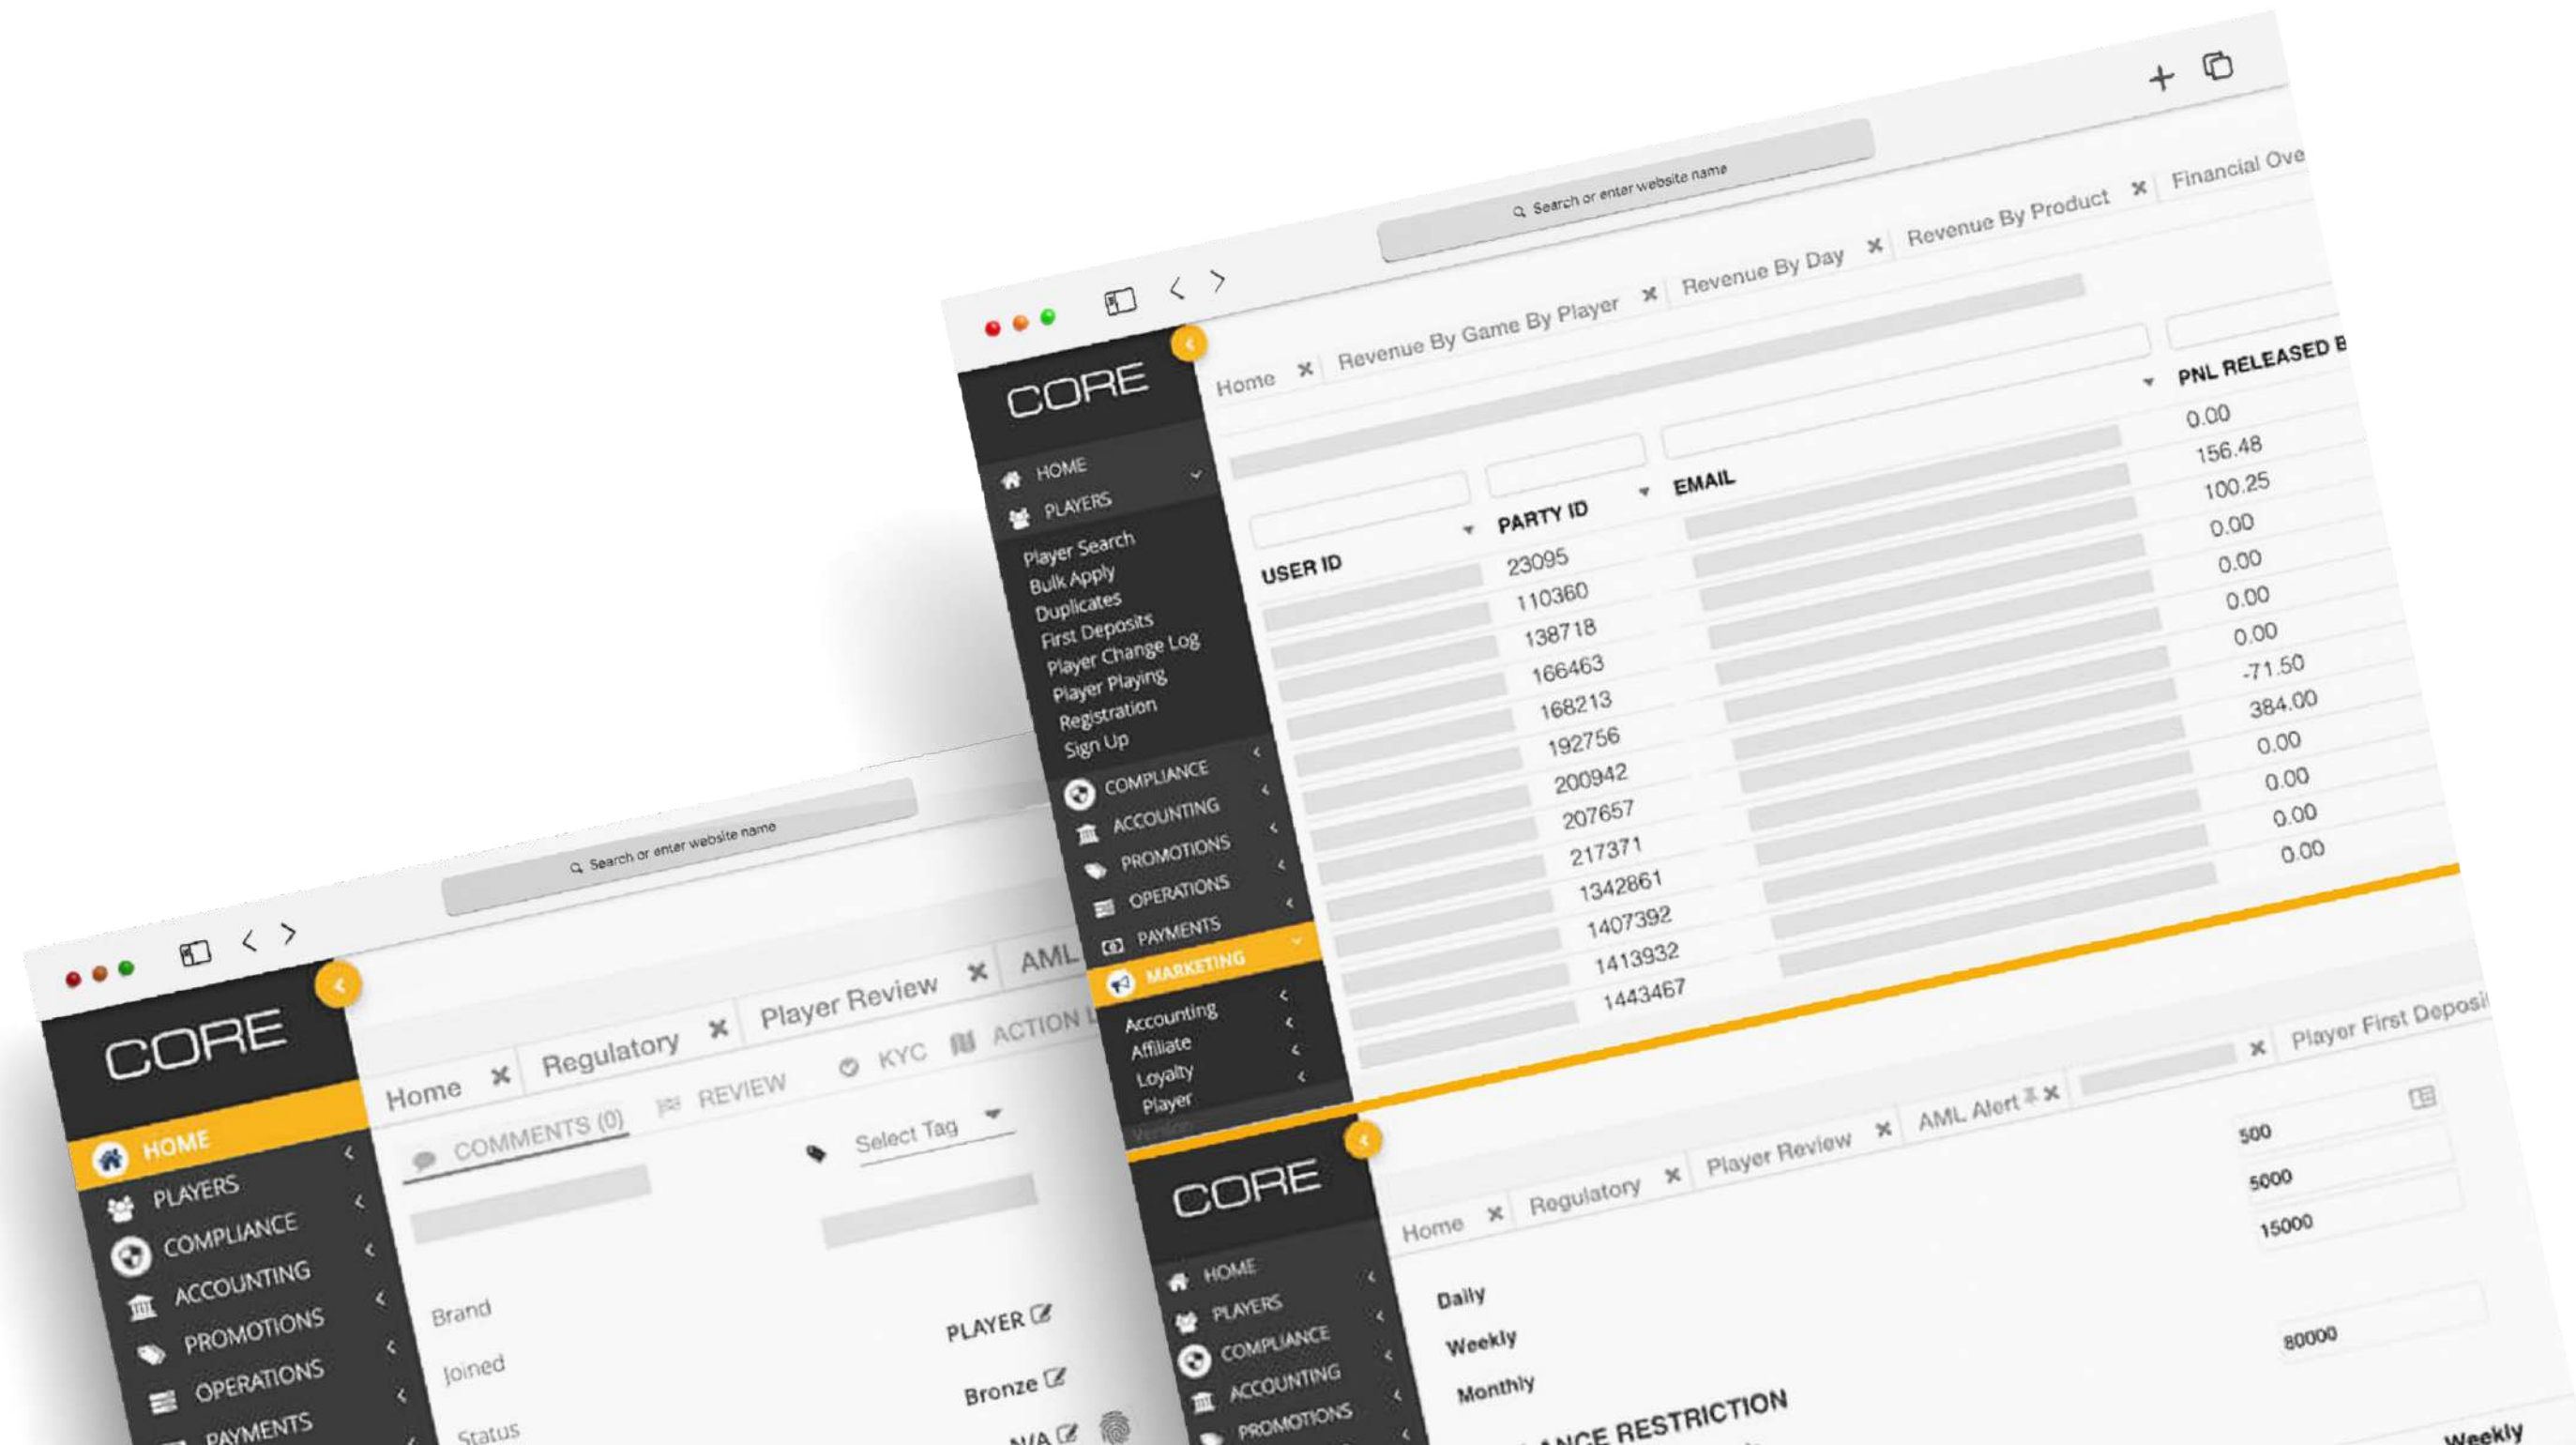 Search or enter website name
Home Revenue By Game By Player Revenue By Day Revenue By Product Financial Ove
CORE
HOME
PLAYERS
Player Search
Bulk Apply
Duplicates
First Deposits
Player Change Log
Player Playing
Registration
Sign Up
COMPLIANCE
ACCOUNTING
PROMOTIONS
OPERATIONS
PAYMENTS
MARKETING
Accounting
Affiliate
Loyalty
Player
Version
USER ID PARTY ID EMAIL PNL RELEASED B
23095 0.00
110360 156.48
138718 100.25
166463 0.00
168213 0.00
192756 0.00
200942 0.00
207657 -71.50
217371 384.00
1342861 0.00
1407392 0.00
1413932 0.00
1443467 0.00
Search or enter website name
CORE
HOME
PLAYERS
COMPLIANCE
ACCOUNTING
PROMOTIONS
OPERATIONS
PAYMENTS
Home Regulatory Player Review AML
COMMENTS (0) REVIEW KYC ACTION L
Select Tag
Brand
Joined
Status
PLAYER
Bronze
N/A
CORE
HOME
PLAYERS
COMPLIANCE
ACCOUNTING
PROMOTIONS
Home Regulatory Player Review AML Alert Player First Deposi
Daily 500
Weekly 5000
Monthly 15000
80000
ANCE RESTRICTION
Weekly